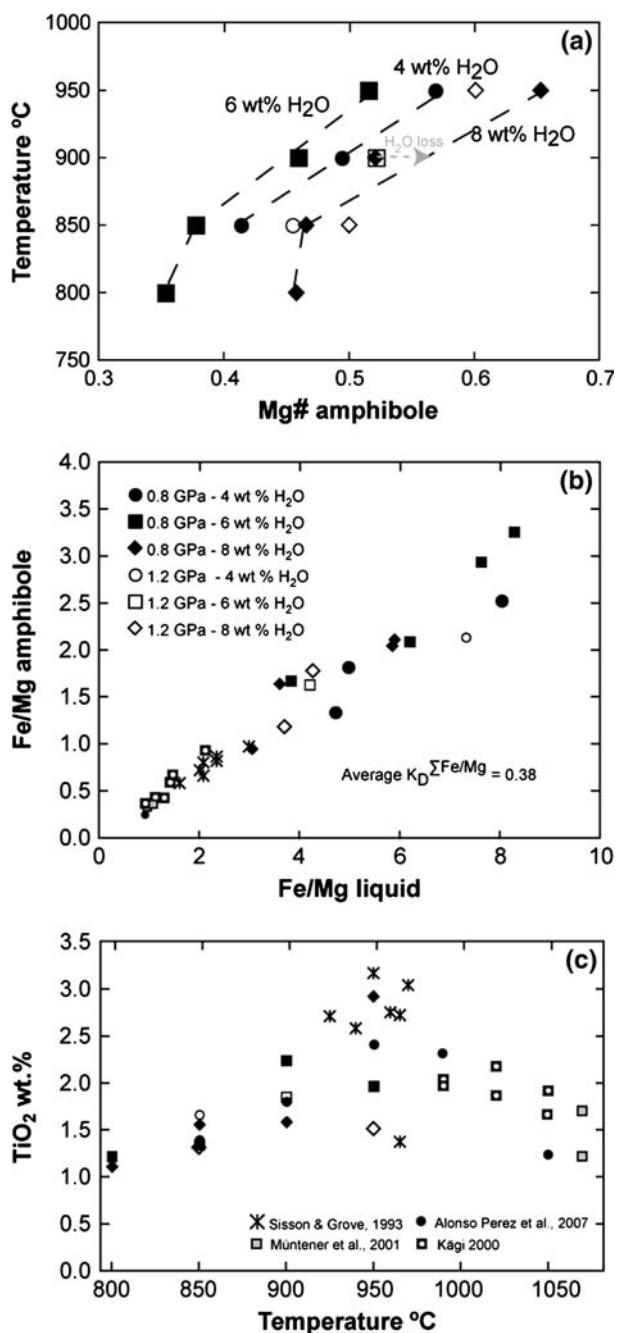 (a)
1000
950
900
850
800
750
Temperature ºC
6 wt% H2O
4 wt% H2O
8 wt% H2O
H2O loss
0.3 0.4 0.5 0.6 0.7
Mg# amphibole
(b)
4.0
3.5
3.0
2.5
2.0
1.5
1.0
0.5
0.0
Fe/Mg amphibole
0.8 GPa - 4 wt % H2O
0.8 GPa - 6 wt % H2O
0.8 GPa - 8 wt % H2O
1.2 GPa - 4 wt % H2O
1.2 GPa - 6 wt % H2O
1.2 GPa - 8 wt % H2O
Average KD ΣFe/Mg = 0.38
0 2 4 6 8 10
Fe/Mg liquid
(c)
3.5
3.0
2.5
2.0
1.5
1.0
0.5
0.0
TiO2 wt.%
Sisson & Grove, 1993 Alonso Perez et al., 2007
Müntener et al., 2001 Kägi 2000
800 850 900 950 1000 1050
Temperature ºC